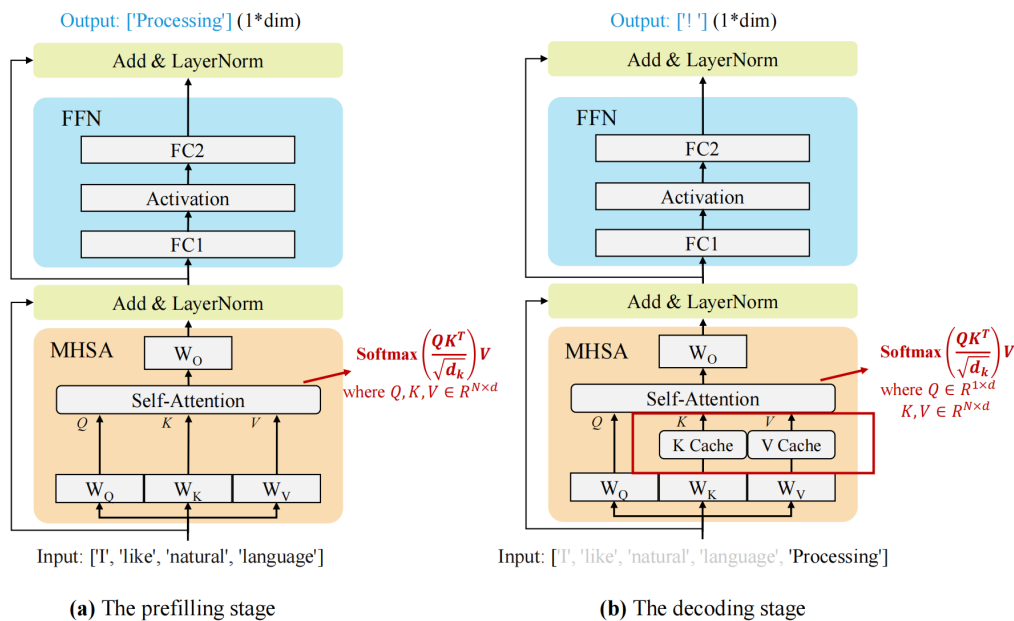 Output: ['Processing'] (1*dim)
Add & LayerNorm
FFN
FC2
Activation
FC1
Add & LayerNorm
MHSA
W_O
Softmax(QK^T/√d_k)V
where Q, K, V ∈ R^{N×d}
Self-Attention
Q K V
W_Q W_K W_V
Input: ['I', 'like', 'natural', 'language']
(a) The prefilling stage
Output: ['! '] (1*dim)
Add & LayerNorm
FFN
FC2
Activation
FC1
Add & LayerNorm
MHSA
W_O
Softmax(QK^T/√d_k)V
where Q ∈ R^{1×d}
K, V ∈ R^{N×d}
Self-Attention
Q K V
K Cache V Cache
W_Q W_K W_V
Input: ['I', 'like, 'natural', 'language', 'Processing']
(b) The decoding stage